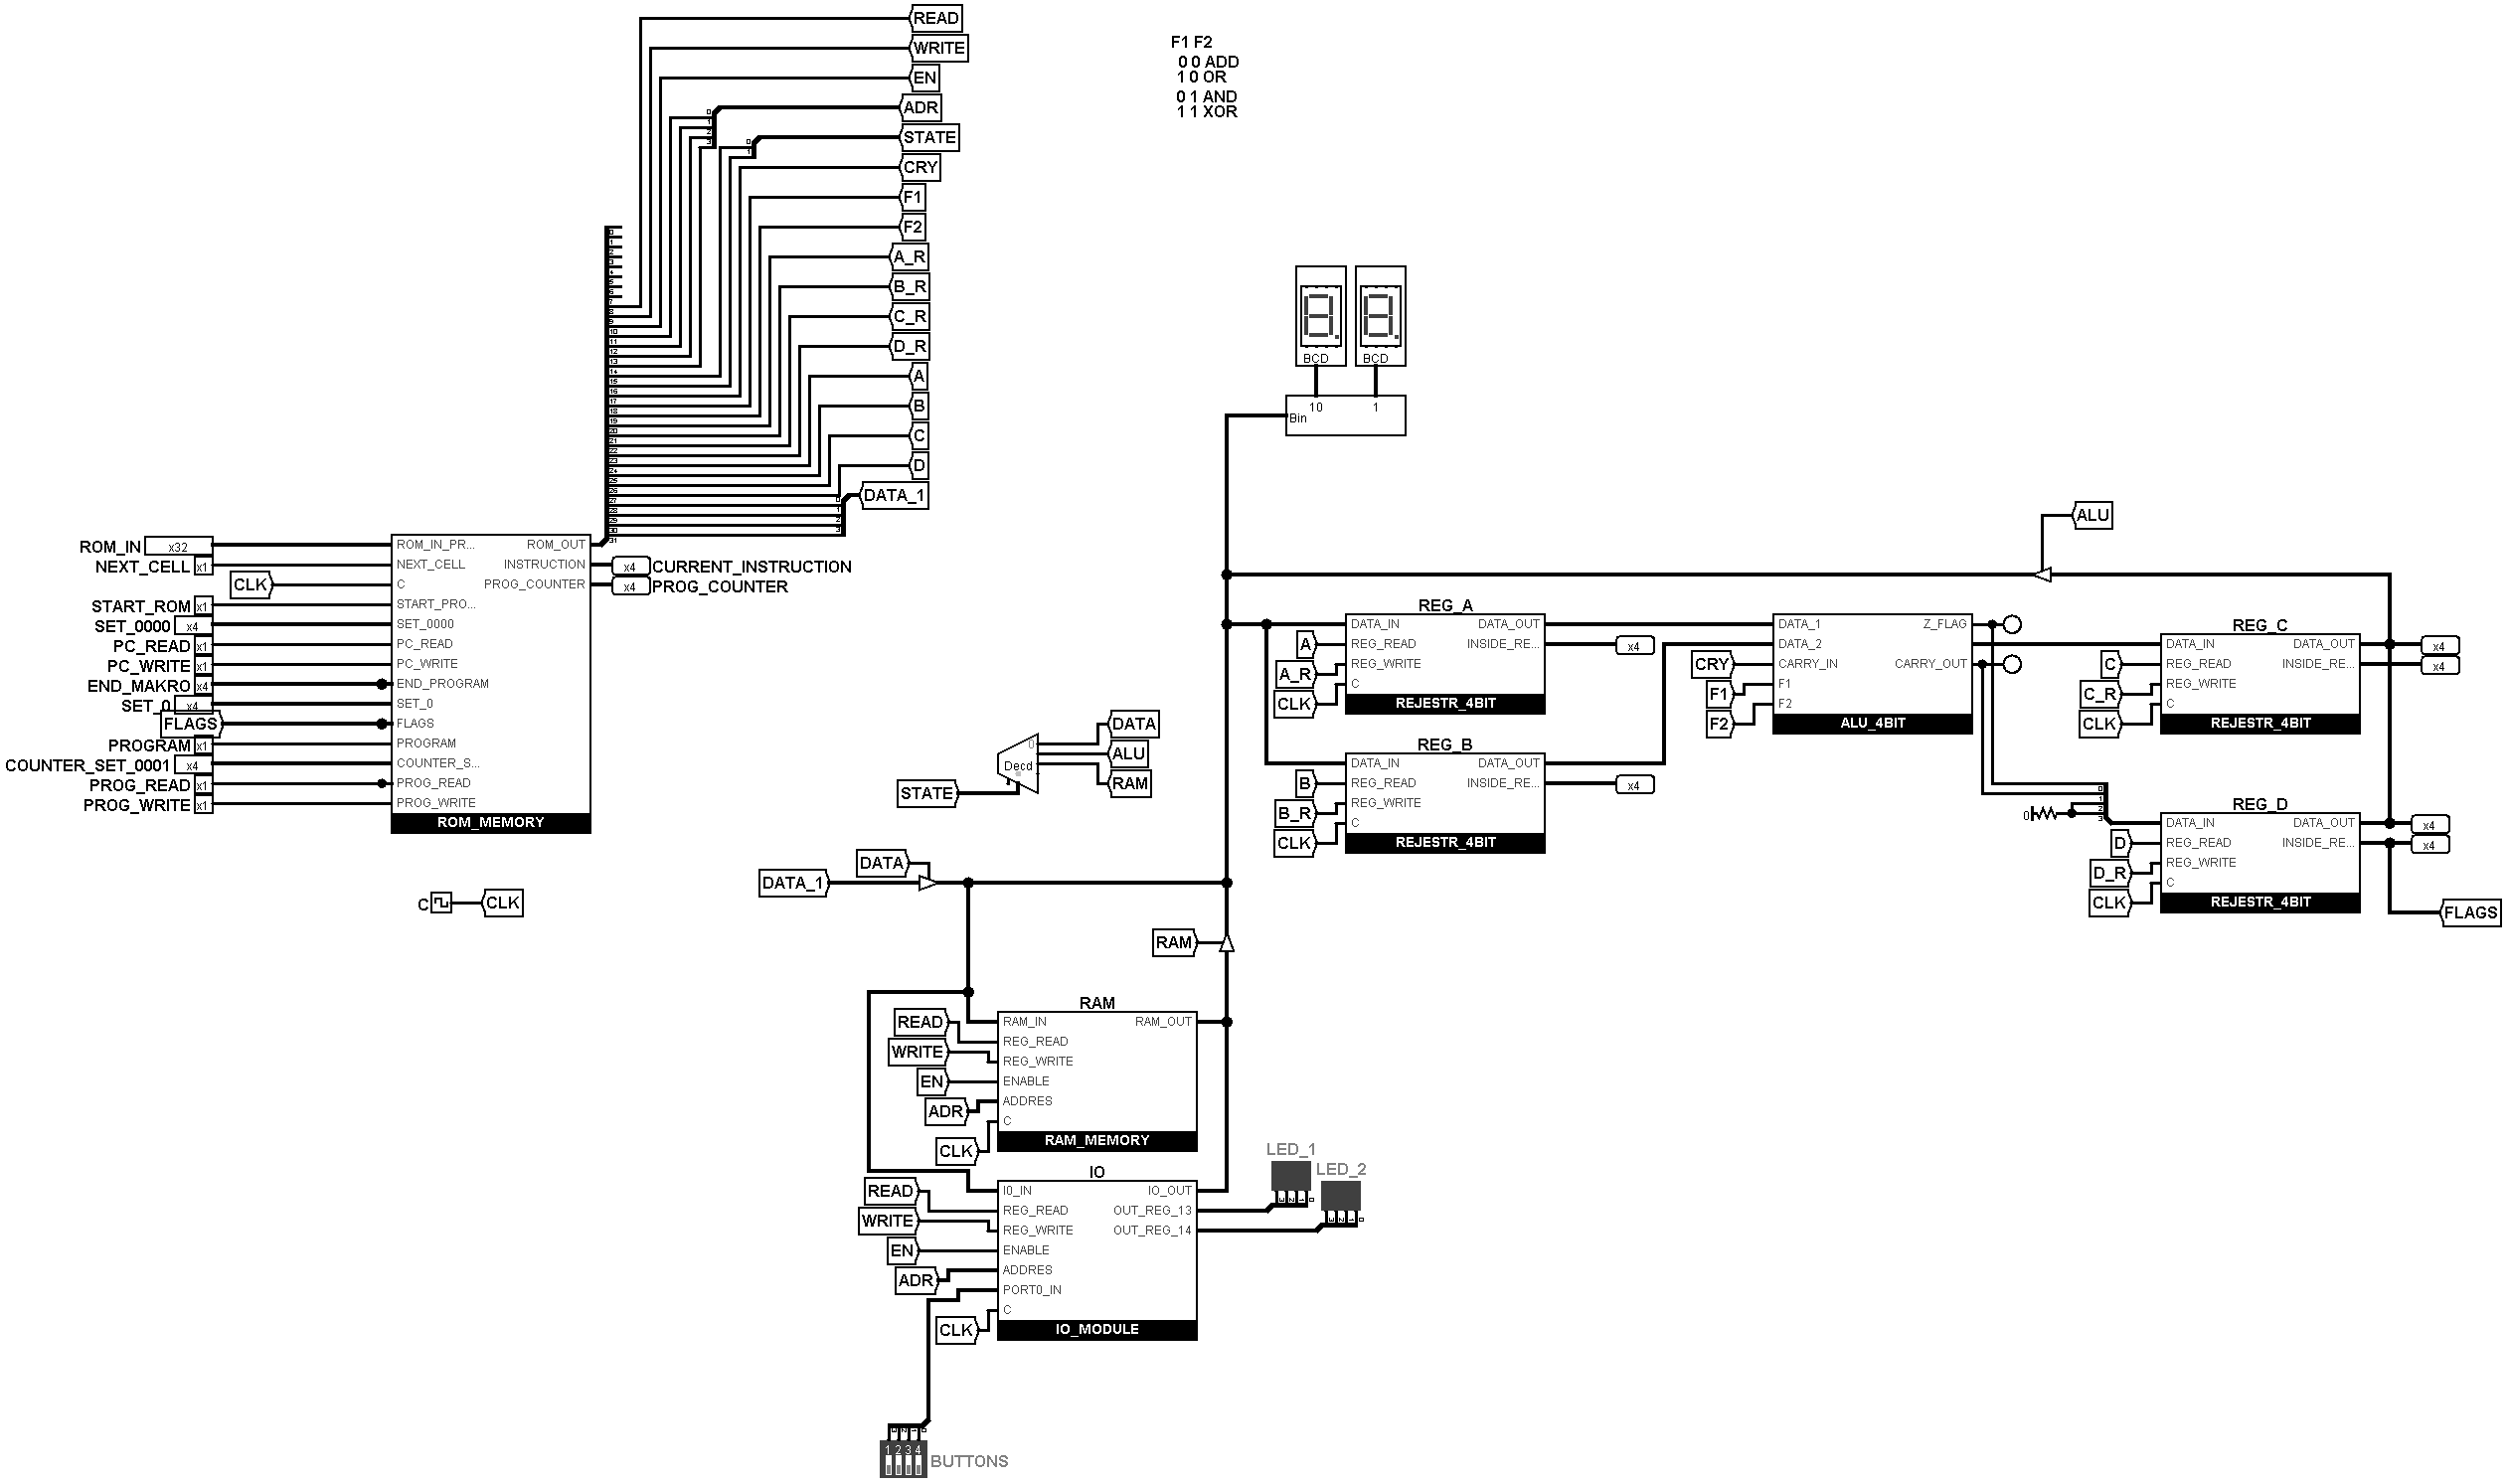 READ
WRITE
EN
ADR
STATE
CRY
F1
F2
A_R
B_R
C_R
D_R
A
B
C
D
DATA_1
F1 F2
0 0 ADD
1 0 OR
0 1 AND
1 1 XOR
ROM_IN x32
NEXT_CELL x1
CLK
START_ROM x1
SET_0000 x4
PC_READ x1
PC_WRITE x1
END_MAKRO x4
SET_0 x4
FLAGS
PROGRAM x1
COUNTER_SET_0001 x4
PROG_READ x1
PROG_WRITE x1
ROM_IN_PR... ROM_OUT
NEXT_CELL INSTRUCTION
C PROG_COUNTER
START_PRO...
SET_0000
PC_READ
PC_WRITE
END_PROGRAM
SET_0
FLAGS
PROGRAM
COUNTER_S...
PROG_READ
PROG_WRITE
ROM_MEMORY
x4 CURRENT_INSTRUCTION
x4 PROG_COUNTER
C CLK
BCD BCD
10 1
Bin
ALU
REG_A
DATA_IN DATA_OUT
REG_READ INSIDE_RE...
REG_WRITE
C
REJESTR_4BIT
A
A_R
CLK
x4
REG_B
DATA_IN DATA_OUT
REG_READ INSIDE_RE...
REG_WRITE
C
REJESTR_4BIT
B
B_R
CLK
x4
CRY
F1
F2
DATA_1 Z_FLAG
DATA_2
CARRY_IN CARRY_OUT
F1
F2
ALU_4BIT
REG_C
DATA_IN DATA_OUT
REG_READ INSIDE_RE...
REG_WRITE
C
REJESTR_4BIT
C
C_R
CLK
x4
x4
0
REG_D
DATA_IN DATA_OUT
REG_READ INSIDE_RE...
REG_WRITE
C
REJESTR_4BIT
D
D_R
CLK
x4
x4
FLAGS
STATE
0
Decd
DATA
ALU
RAM
DATA
DATA_1
RAM
RAM
READ
WRITE
EN
ADR
CLK
RAM_IN RAM_OUT
REG_READ
REG_WRITE
ENABLE
ADDRES
C
RAM_MEMORY
IO
READ
WRITE
EN
ADR
CLK
I0_IN IO_OUT
REG_READ OUT_REG_13
REG_WRITE OUT_REG_14
ENABLE
ADDRES
PORT0_IN
C
IO_MODULE
LED_1
LED_2
1 2 3 4
BUTTONS